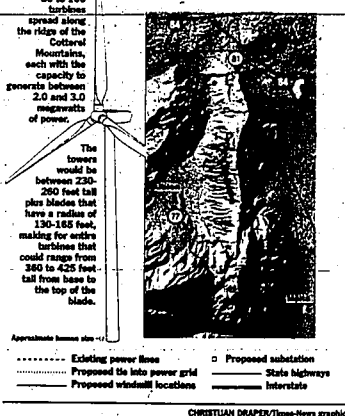 turbines
spread along
the ridge of the
Cotterel
Mountains,
each with the
capacity to
generate between
2.0 and 3.0
megawatts
of power.
The
towers
would be
between 230-
260 feet tall
plus blades that
have a radius of
130-165 feet,
making for entire
turbines that
could range from
360 to 425 feet
tall from base to
the top of the
blade.
Approximate human size
84
81
84
77
Existing power lines
Proposed tie into power grid
Proposed windmill locations
Proposed substation
State highways
Interstate
CHRISTIAN DRAPER/Times-News graphic